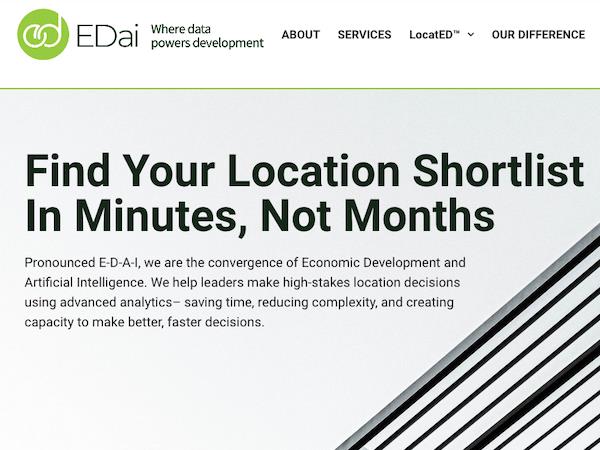 EDai
Where data
powers development
ABOUT
SERVICES
LocatED™
OUR DIFFERENCE
Find Your Location Shortlist
In Minutes, Not Months
Pronounced E-D-A-I, we are the convergence of Economic Development and
Artificial Intelligence. We help leaders make high-stakes location decisions
using advanced analytics– saving time, reducing complexity, and creating
capacity to make better, faster decisions.